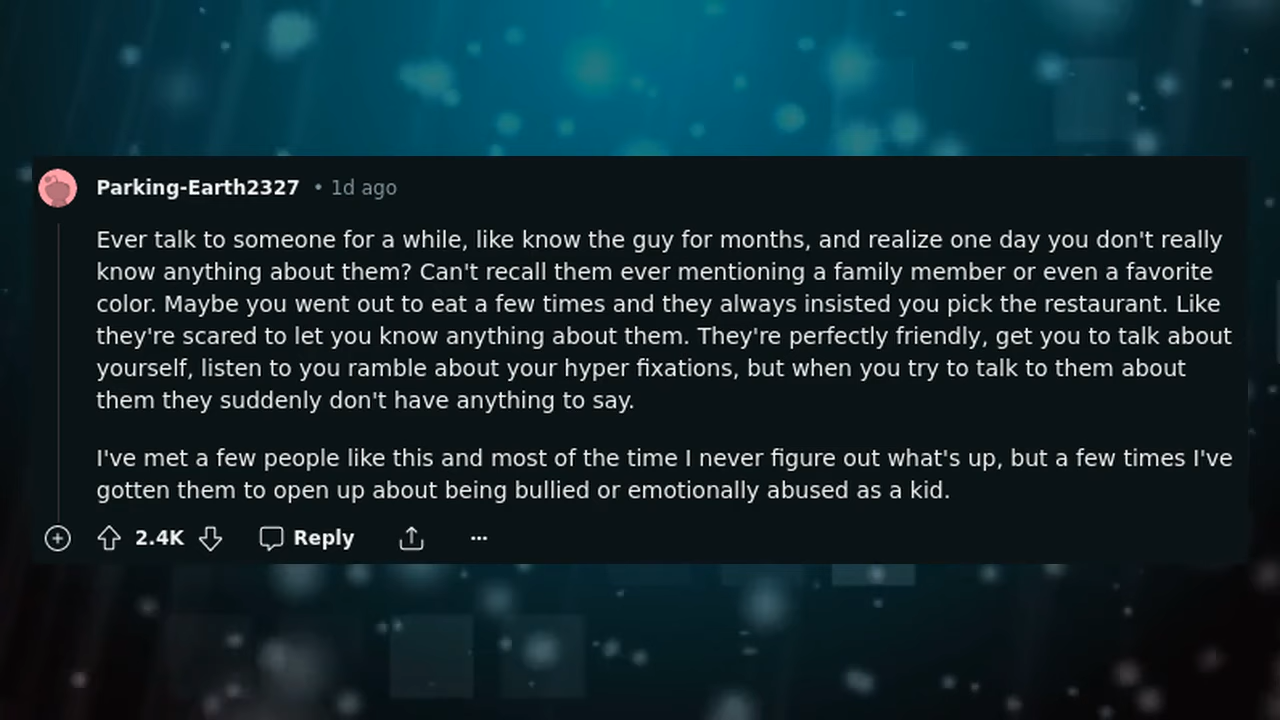 Parking-Earth2327 • 1d ago
Ever talk to someone for a while, like know the guy for months, and realize one day you don't really
know anything about them? Can't recall them ever mentioning a family member or even a favorite
color. Maybe you went out to eat a few times and they always insisted you pick the restaurant. Like
they're scared to let you know anything about them. They're perfectly friendly, get you to talk about
yourself, listen to you ramble about your hyper fixations, but when you try to talk to them about
them they suddenly don't have anything to say.
I've met a few people like this and most of the time I never figure out what's up, but a few times I've
gotten them to open up about being bullied or emotionally abused as a kid.
2.4K Reply ...